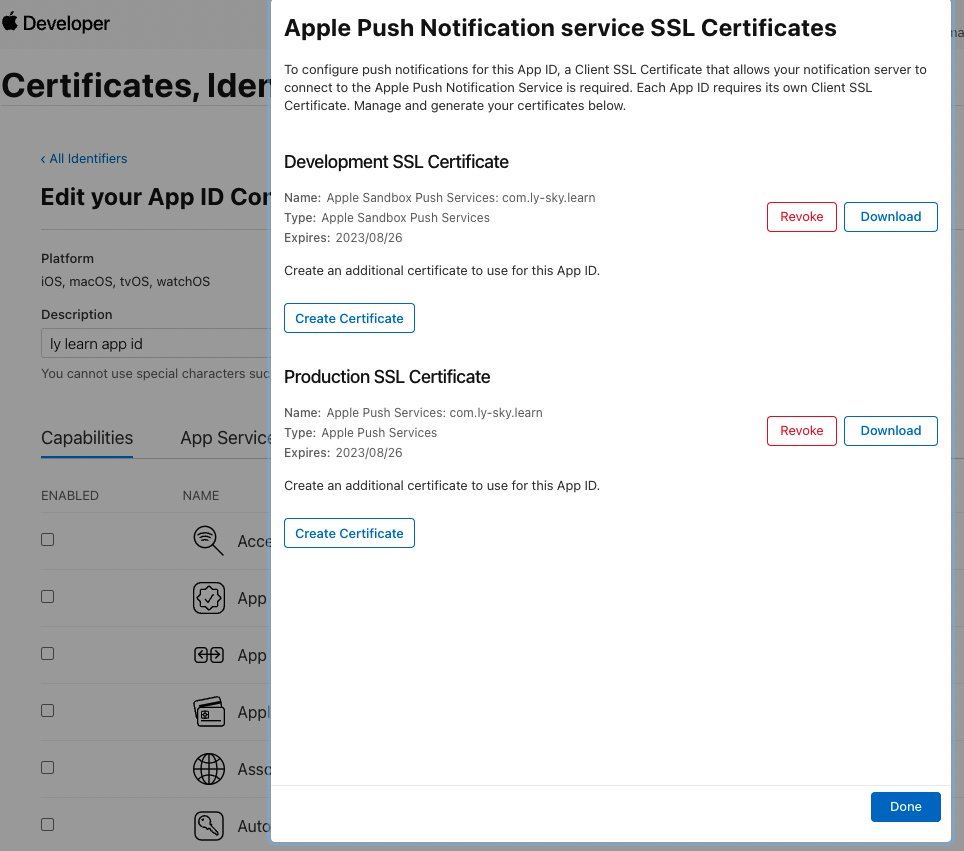 Developer
Certificates, Iden
‹ All Identifiers
Edit your App ID Con
Platform
iOS, macOS, tvOS, watchOS
Description
ly learn app id
You cannot use special characters suc
Capabilities
App Service
ENABLED
NAME
Acce
App
App
Appl
Asso
Auto
Apple Push Notification service SSL Certificates
To configure push notifications for this App ID, a Client SSL Certificate that allows your notification server to
connect to the Apple Push Notification Service is required. Each App ID requires its own Client SSL
Certificate. Manage and generate your certificates below.
Development SSL Certificate
Name: Apple Sandbox Push Services: com.ly-sky.learn
Type: Apple Sandbox Push Services
Expires: 2023/08/26
Revoke
Download
Create an additional certificate to use for this App ID.
Create Certificate
Production SSL Certificate
Name: Apple Push Services: com.ly-sky.learn
Type: Apple Push Services
Expires: 2023/08/26
Revoke
Download
Create an additional certificate to use for this App ID.
Create Certificate
Done